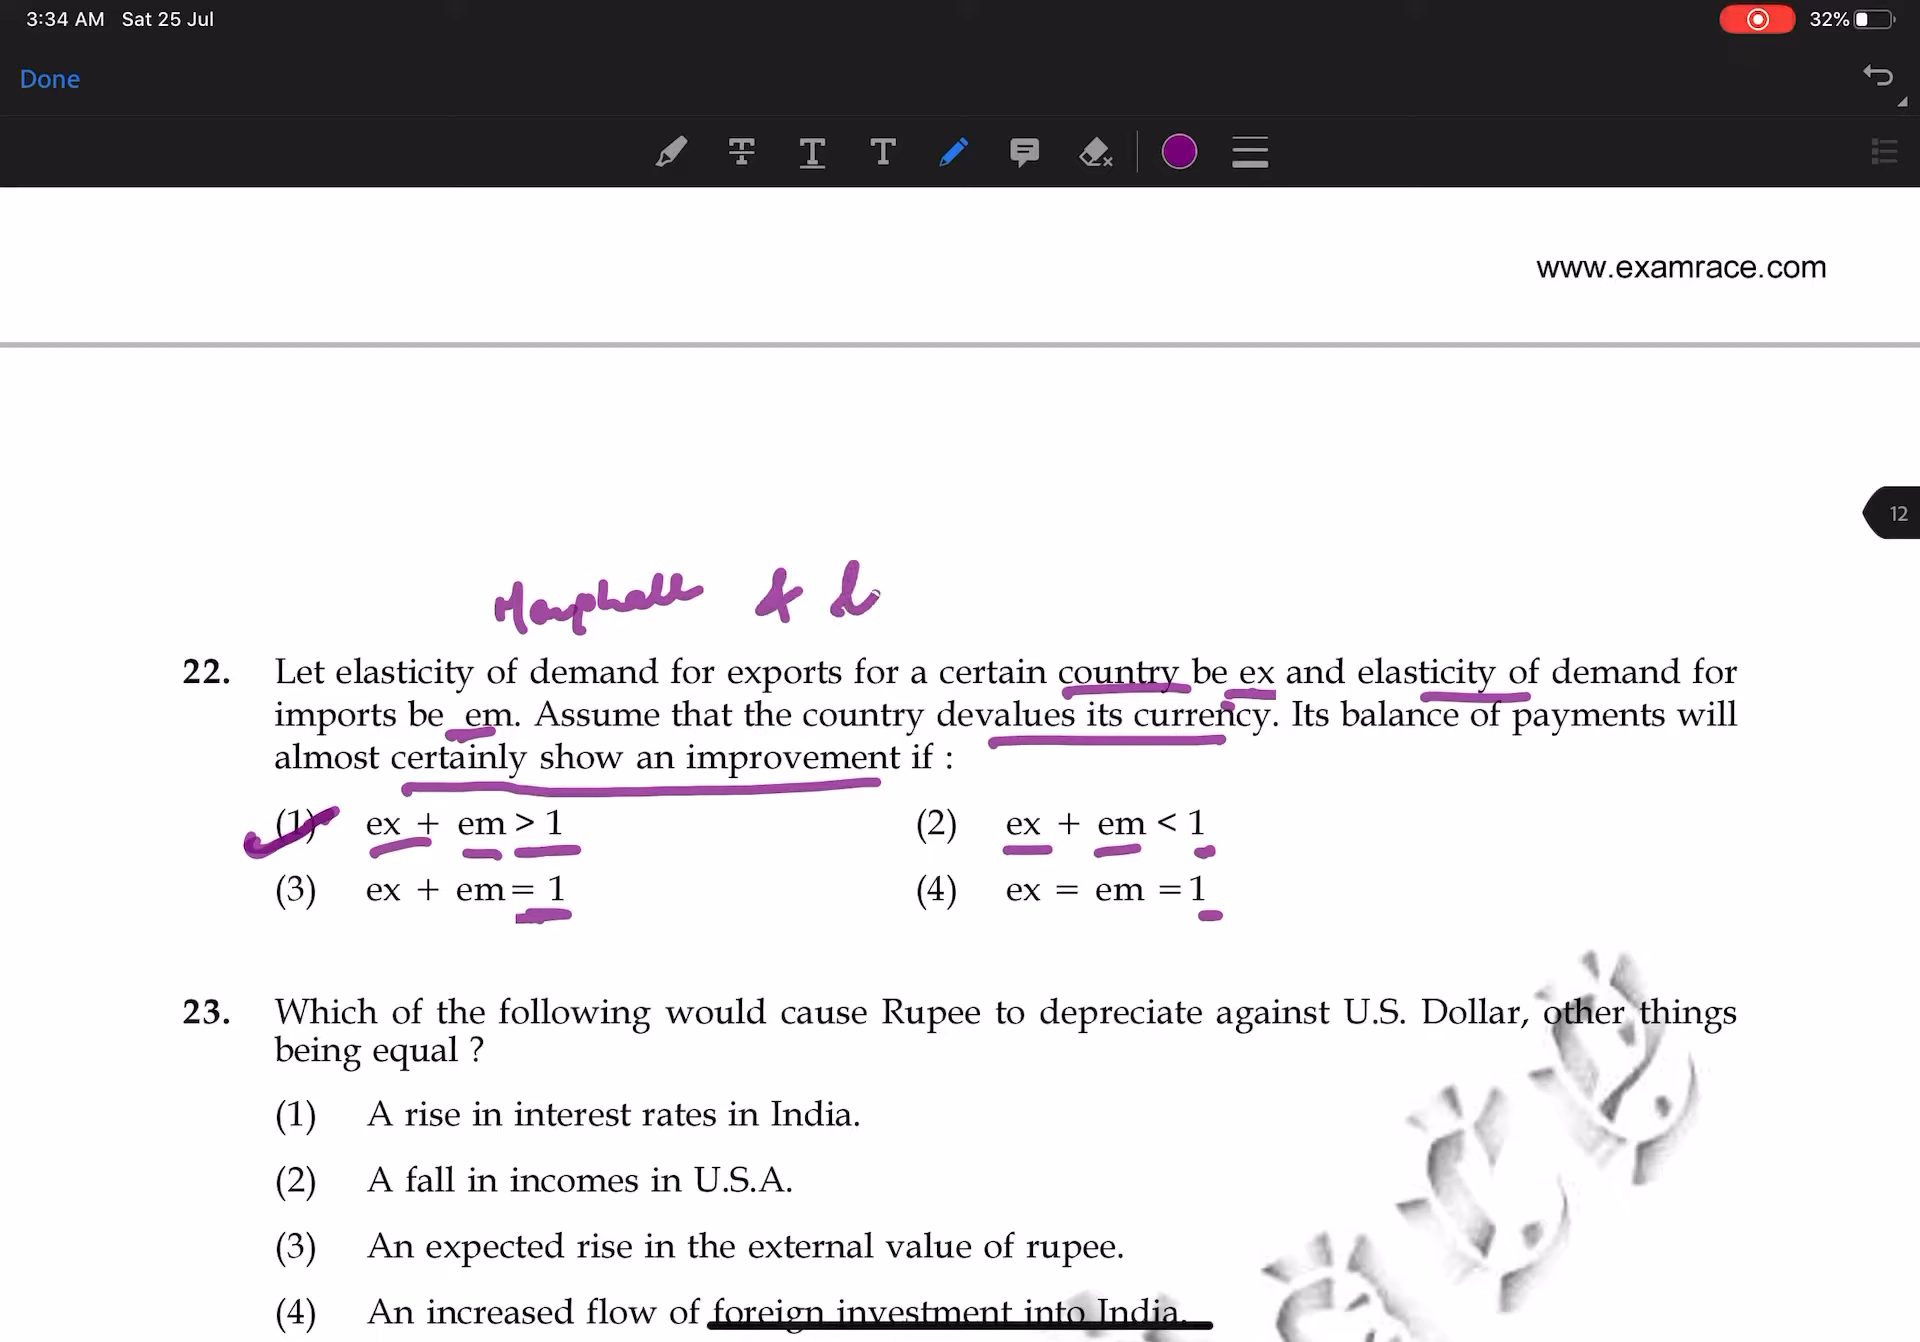 3:34 AM Sat 25 Jul
32%
Done
www.examrace.com
12
& L
22. Let elasticity of demand for exports for a certain country be ex and elasticity of demand for
imports be em. Assume that the country devalues its currency. Its balance of payments will
almost certainly show an improvement if :
(1) ex + em > 1 (2) ex + em < 1
(3) ex + em = 1 (4) ex = em = 1
23. Which of the following would cause Rupee to depreciate against U.S. Dollar, other things
being equal ?
(1) A rise in interest rates in India.
(2) A fall in incomes in U.S.A.
(3) An expected rise in the external value of rupee.
(4) An increased flow of foreign investment into India.